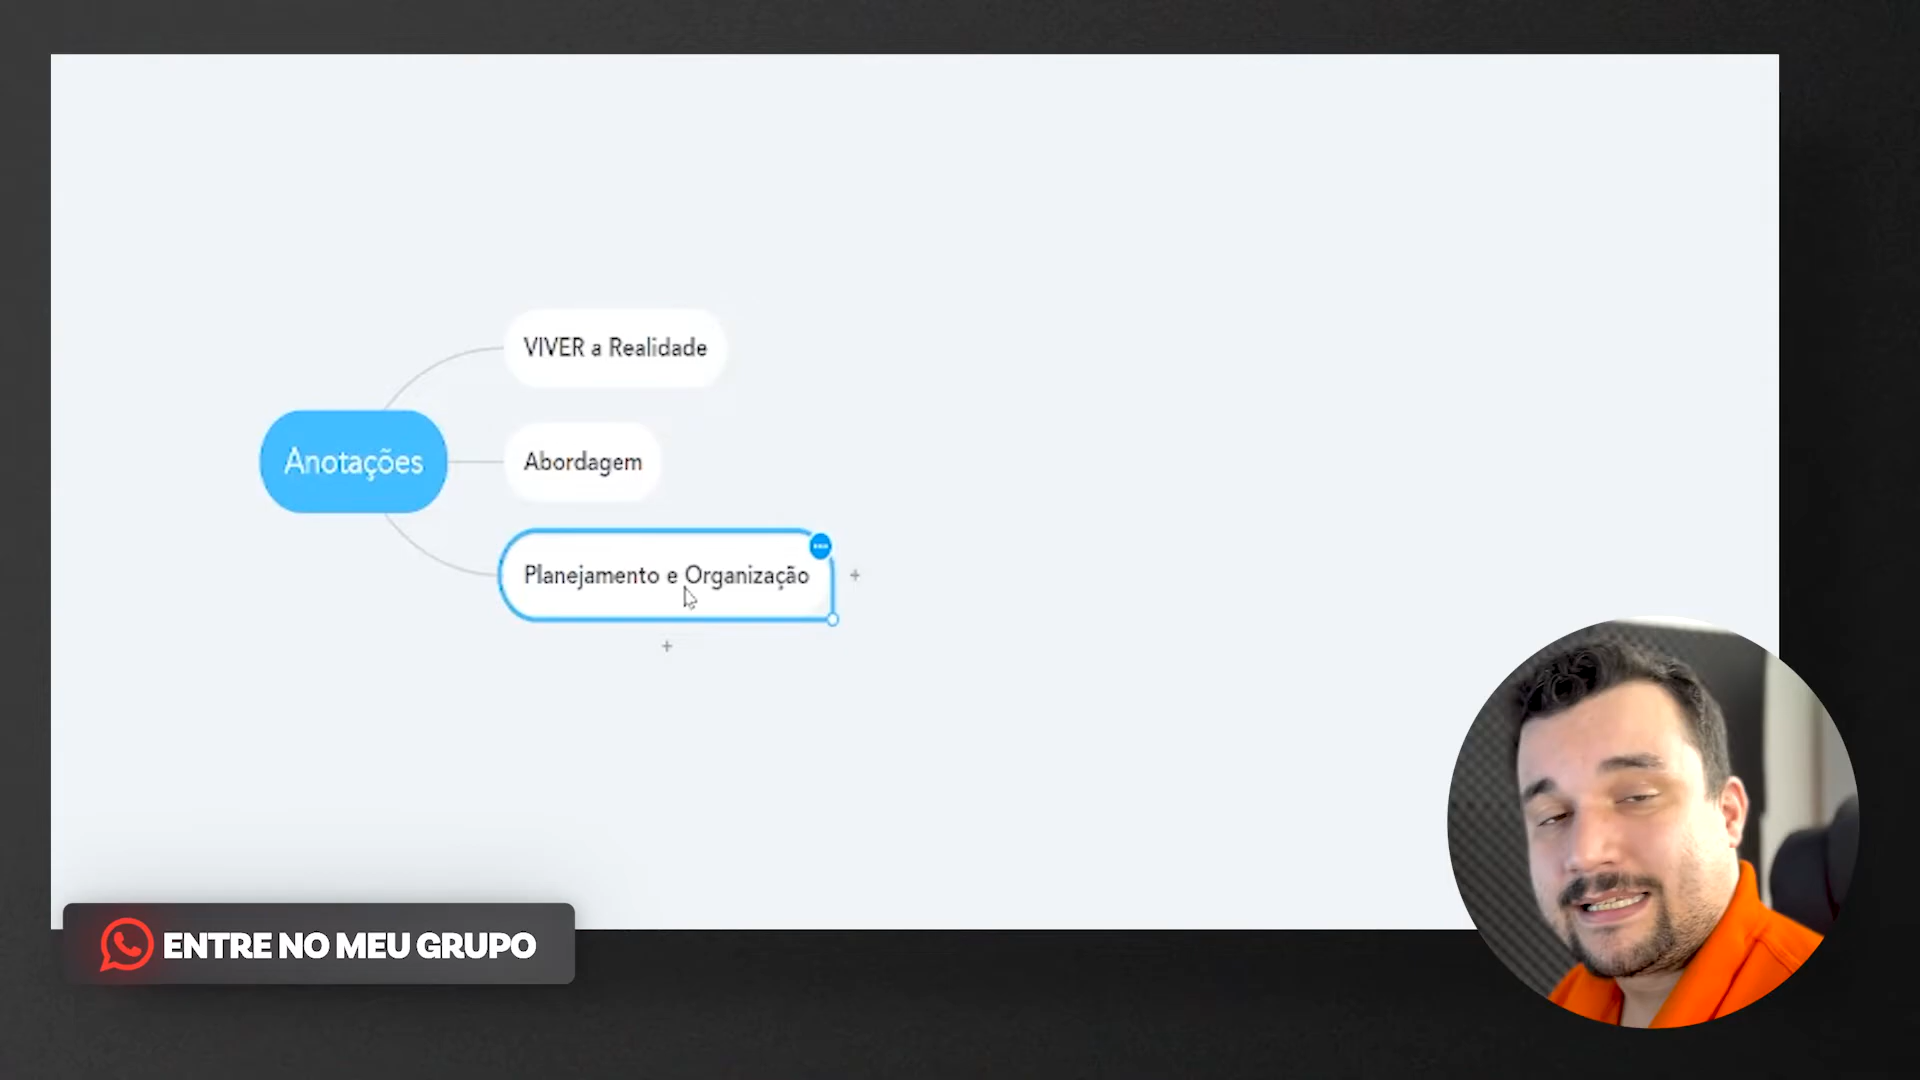 VIVER a Realidade
Anotações
Abordagem
Planejamento e Organização
ENTRE NO MEU GRUPO